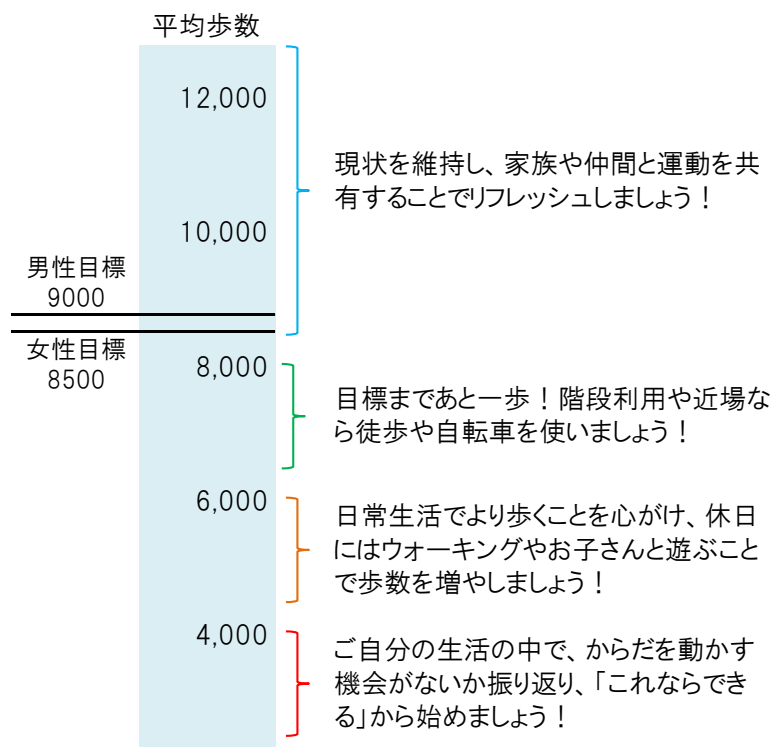 平均歩数
12,000
現状を維持し、家族や仲間と運動を共
有することでリフレッシュしましょう！
10,000
男性目標
9000
女性目標
8500
8,000
目標まであと一歩！階段利用や近場な
ら徒歩や自転車を使いましょう！
6,000
日常生活でより歩くことを心がけ、休日
にはウォーキングやお子さんと遊ぶこと
で歩数を増やしましょう！
4,000
ご自分の生活の中で、からだを動かす
機会がないか振り返り、「これならでき
る」から始めましょう！